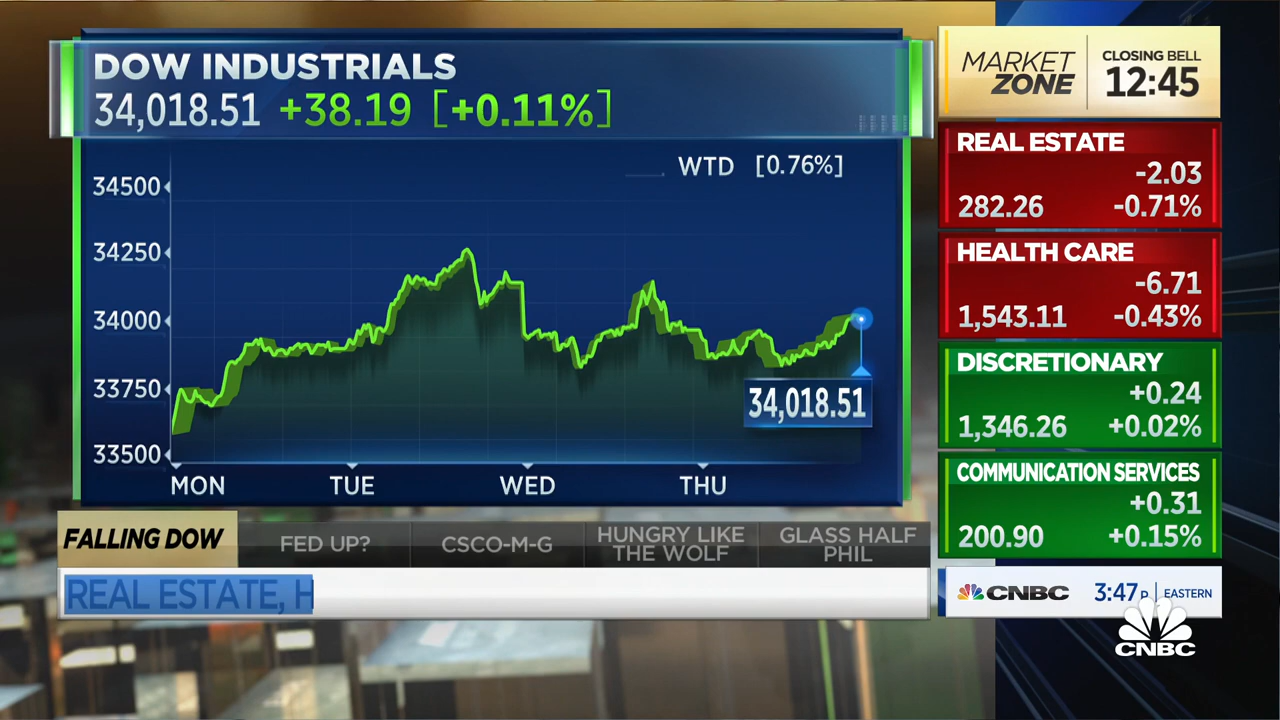 DOW INDUSTRIALS
34,018.51 +38.19 [+0.11%]
WTD [0.76%]
34500
34250
34000
33750
33500
34,018.51
MON TUE WED THU
FALLING DOW
FED UP?
CSCO-M-G
HUNGRY LIKE
THE WOLF
GLASS HALF
PHIL
REAL ESTATE, H
MARKET
ZONE
CLOSING BELL
12:45
REAL ESTATE
-2.03
282.26 -0.71%
HEALTH CARE
-6.71
1,543.11 -0.43%
DISCRETIONARY
+0.24
1,346.26 +0.02%
COMMUNICATION SERVICES
+0.31
200.90 +0.15%
CNBC 3:47P EASTERN
CNBC